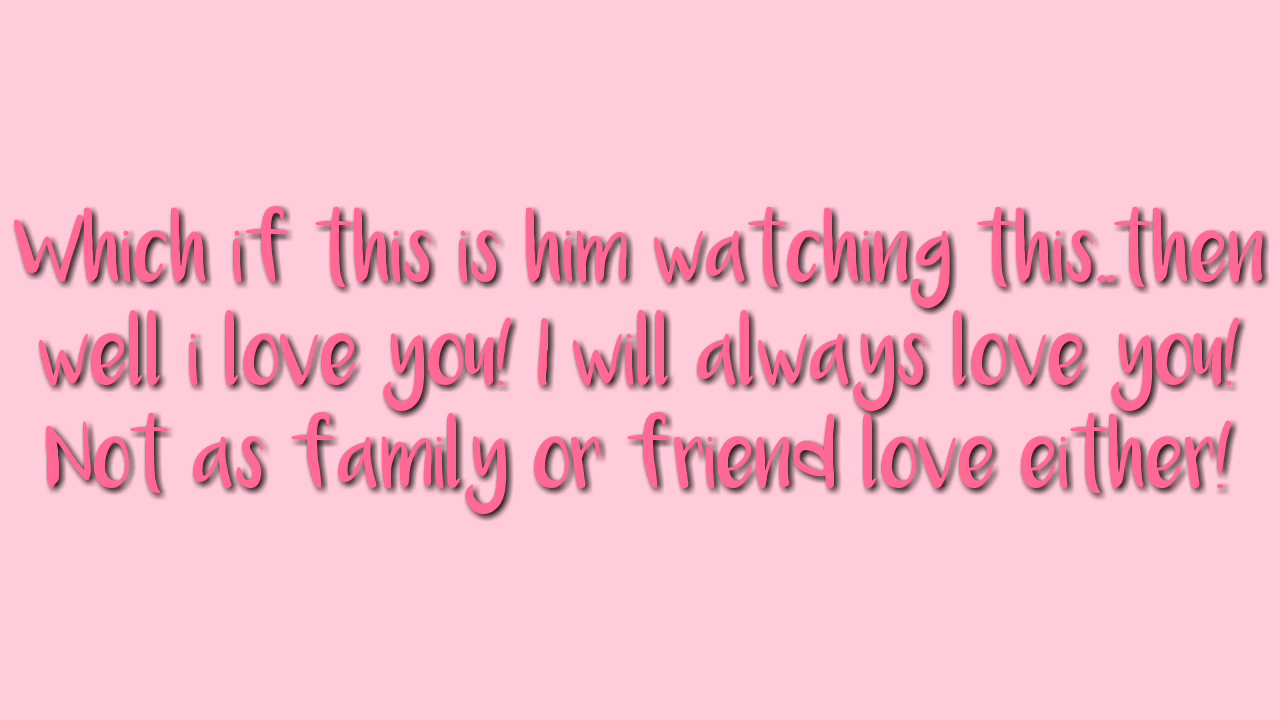 Which if this is him watching this...then
well i love you! I will always love you!
Not as family or friend love either!